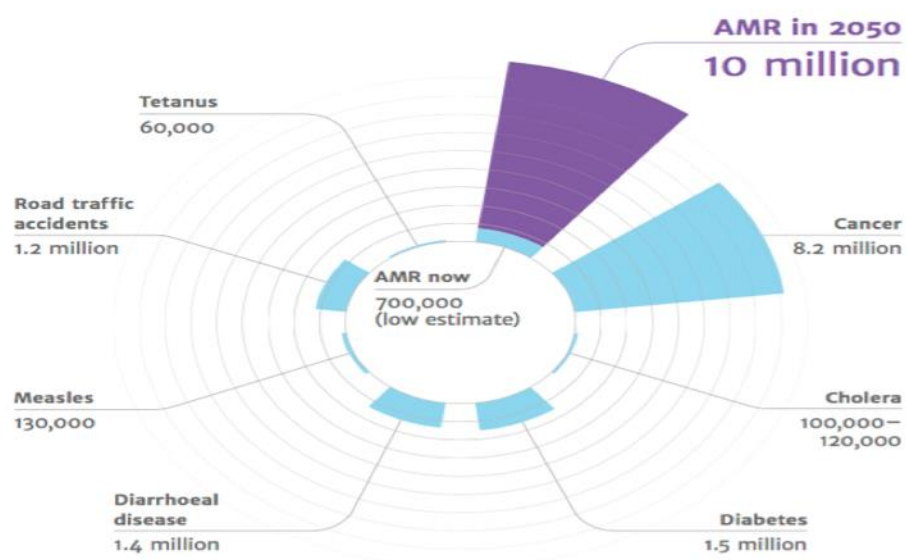 AMR in 2050
10 million
Tetanus
60,000
Road traffic
accidents
1.2 million
Cancer
8.2 million
AMR now
700,000
(low estimate)
Measles
130,000
Cholera
100,000–
120,000
Diarrhoeal
disease
1.4 million
Diabetes
1.5 million